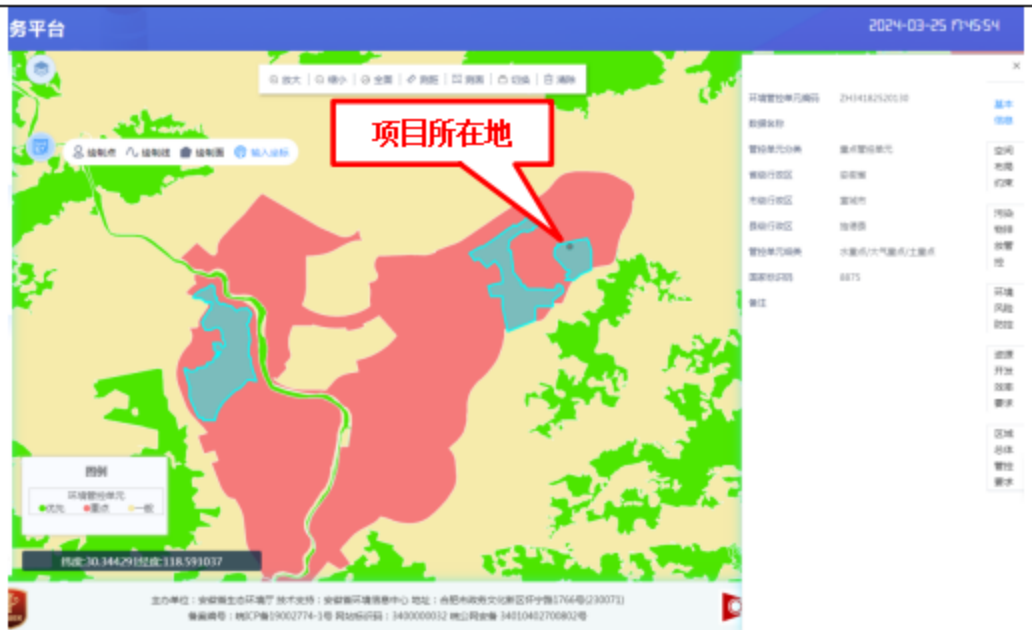 务平台
2024-03-25 17:45:54
放大 缩小 全图 测距 测面 切换 清除
项目所在地
绘制点 绘制线 绘制面 输入坐标
环境管控单元编码 ZH34182520130
数据名称
管控单元分类 重点管控单元
省级行政区 安徽省
市级行政区 宣城市
县级行政区 旌德县
管控单元细类 水重点/大气重点/土重点
国家标识码 8875
备注
×
基本
信息
空间
布局
约束
污染
物排
放管
控
环境
风险
防控
资源
开发
效率
要求
区域
总体
管控
要求
图例
环境管控单元
优先 重点 一般
纬度:30.344291经度:118.591037
主办单位：安徽省生态环境厅 技术支持：安徽省环境信息中心 地址：合肥市政务文化新区怀宁路1766号(230071)
备案编号：皖ICP备19002774-1号 网站标识码：3400000032 皖公网安备 34010402700802号